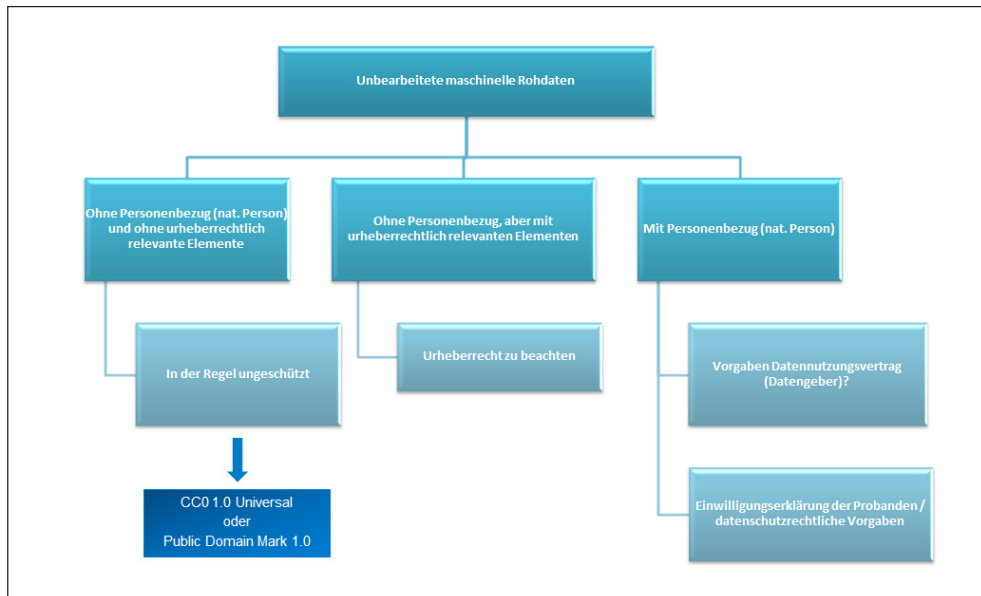 Unbearbeitete maschinelle Rohdaten
Ohne Personenbezug (nat. Person)
und ohne urheberrechtlich
relevante Elemente
Ohne Personenbezug, aber mit
urheberrechtlich relevanten Elementen
Mit Personenbezug (nat. Person)
In der Regel ungeschützt
Urheberrecht zu beachten
Vorgaben Datennutzungsvertrag
(Datengeber)?
CC0 1.0 Universal
oder
Public Domain Mark 1.0
Einwilligungserklärung der Probanden /
datenschutzrechtliche Vorgaben